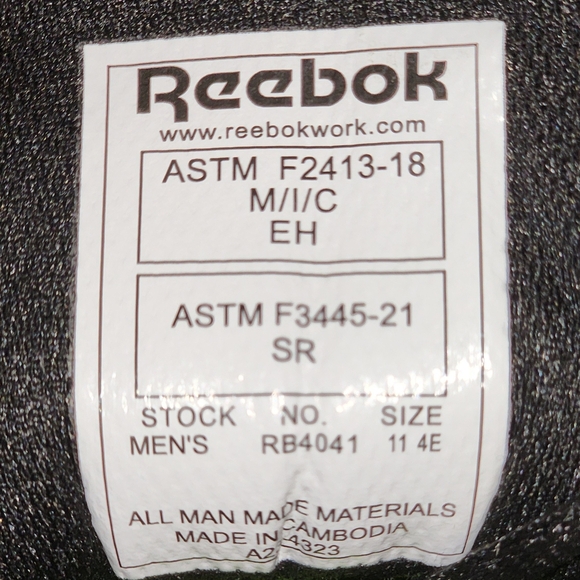 Reebok
www.reebokwork.com
ASTM F2413-18
M/I/C
EH
ASTM F3445-21
SR
STOCK NO. SIZE
MEN'S RB4041 11 4E
ALL MAN MADE MATERIALS
MADE IN CAMBODIA
4323